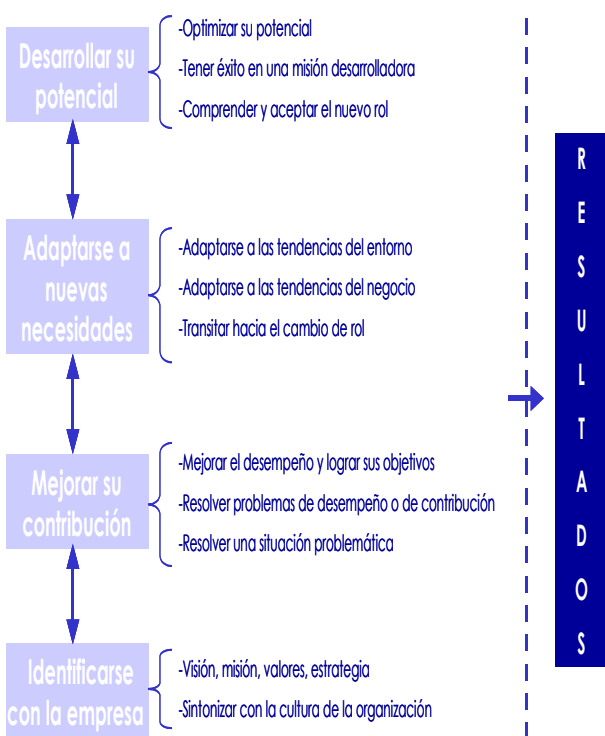 Desarrollar su
potencial
-Optimizar su potencial
-Tener éxito en una misión desarrolladora
-Comprender y aceptar el nuevo rol
Adaptarse a
nuevas
necesidades
-Adaptarse a las tendencias del entorno
-Adaptarse a las tendencias del negocio
-Transitar hacia el cambio de rol
Mejorar su
contribución
-Mejorar el desempeño y lograr sus objetivos
-Resolver problemas de desempeño o de contribución
-Resolver una situación problemática
Identificarse
con la empresa
-Visión, misión, valores, estrategia
-Sintonizar con la cultura de la organización
RESULTADOS